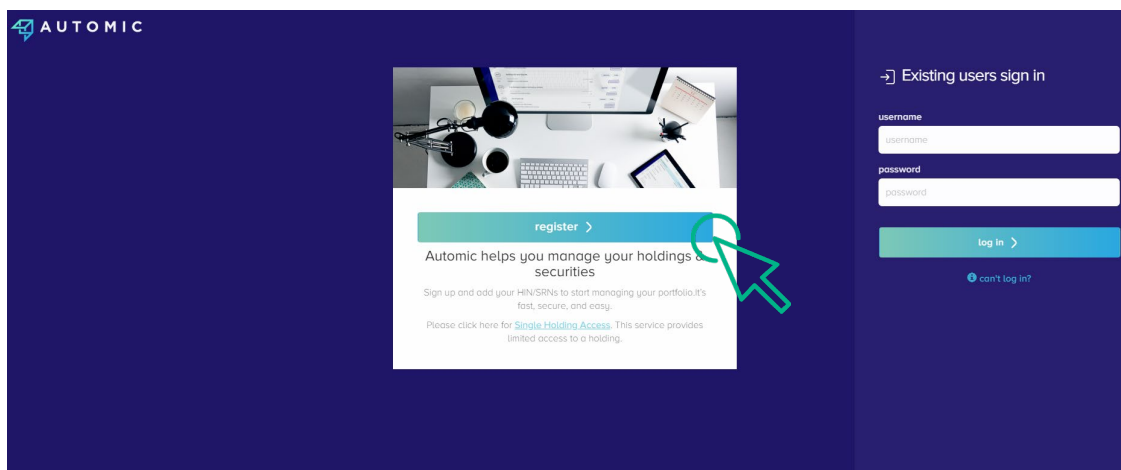 AUTOMIC
register >
Automic helps you manage your holdings &
securities
Sign up and add your HIN/SRNs to start managing your portfolio.It's
fast, secure, and easy.
Please click here for Single Holding Access. This service provides
limited access to a holding.
Existing users sign in
username
username
password
password
log in >
can't log in?